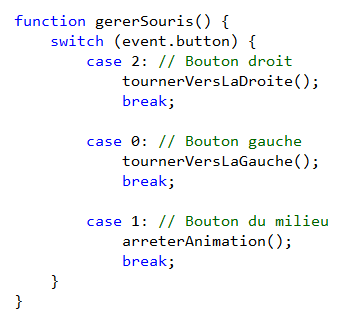 function gererSouris() {
    switch (event.button) {
        case 2: // Bouton droit
            tournerVersLaDroite();
            break;

        case 0: // Bouton gauche
            tournerVersLaGauche();
            break;

        case 1: // Bouton du milieu
            arreterAnimation();
            break;
    }
}